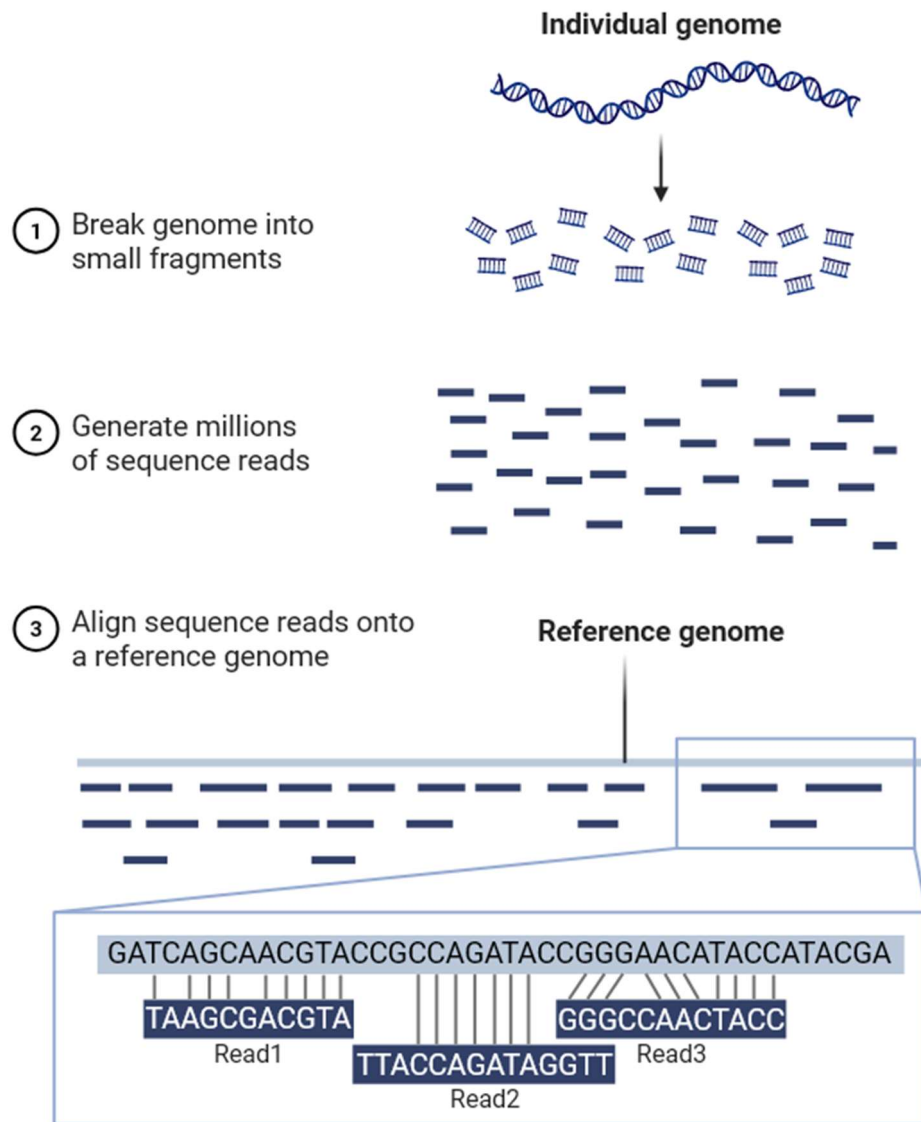 Individual genome
1 Break genome into
small fragments
2 Generate millions
of sequence reads
3 Align sequence reads onto
a reference genome
Reference genome
GATCAGCAACGTACCGCCAGATACCGGGAACATACCATACGA
TAAGCGACGTA
GGGCCAACTACC
Read1
TTACCAGATAGGTT
Read3
Read2